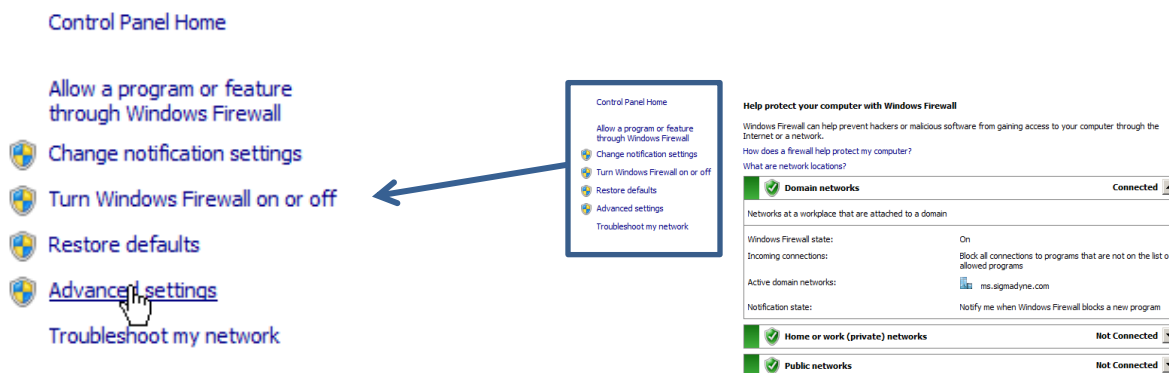 Control Panel Home
Allow a program or feature
through Windows Firewall
Change notification settings
Turn Windows Firewall on or off
Restore defaults
Advanced settings
Troubleshoot my network
Control Panel Home
Allow a program or feature
through Windows Firewall
Change notification settings
Turn Windows Firewall on or off
Restore defaults
Advanced settings
Troubleshoot my network
Help protect your computer with Windows Firewall
Windows Firewall can help prevent hackers or malicious software from gaining access to your computer through the
Internet or a network.
How does a firewall help protect my computer?
What are network locations?
Domain networks Connected
Networks at a workplace that are attached to a domain
Windows Firewall state: On
Incoming connections: Block all connections to programs that are not on the list o
allowed programs
Active domain networks: ms.sigmadyne.com
Notification state: Notify me when Windows Firewall blocks a new program
Home or work (private) networks Not Connected
Public networks Not Connected